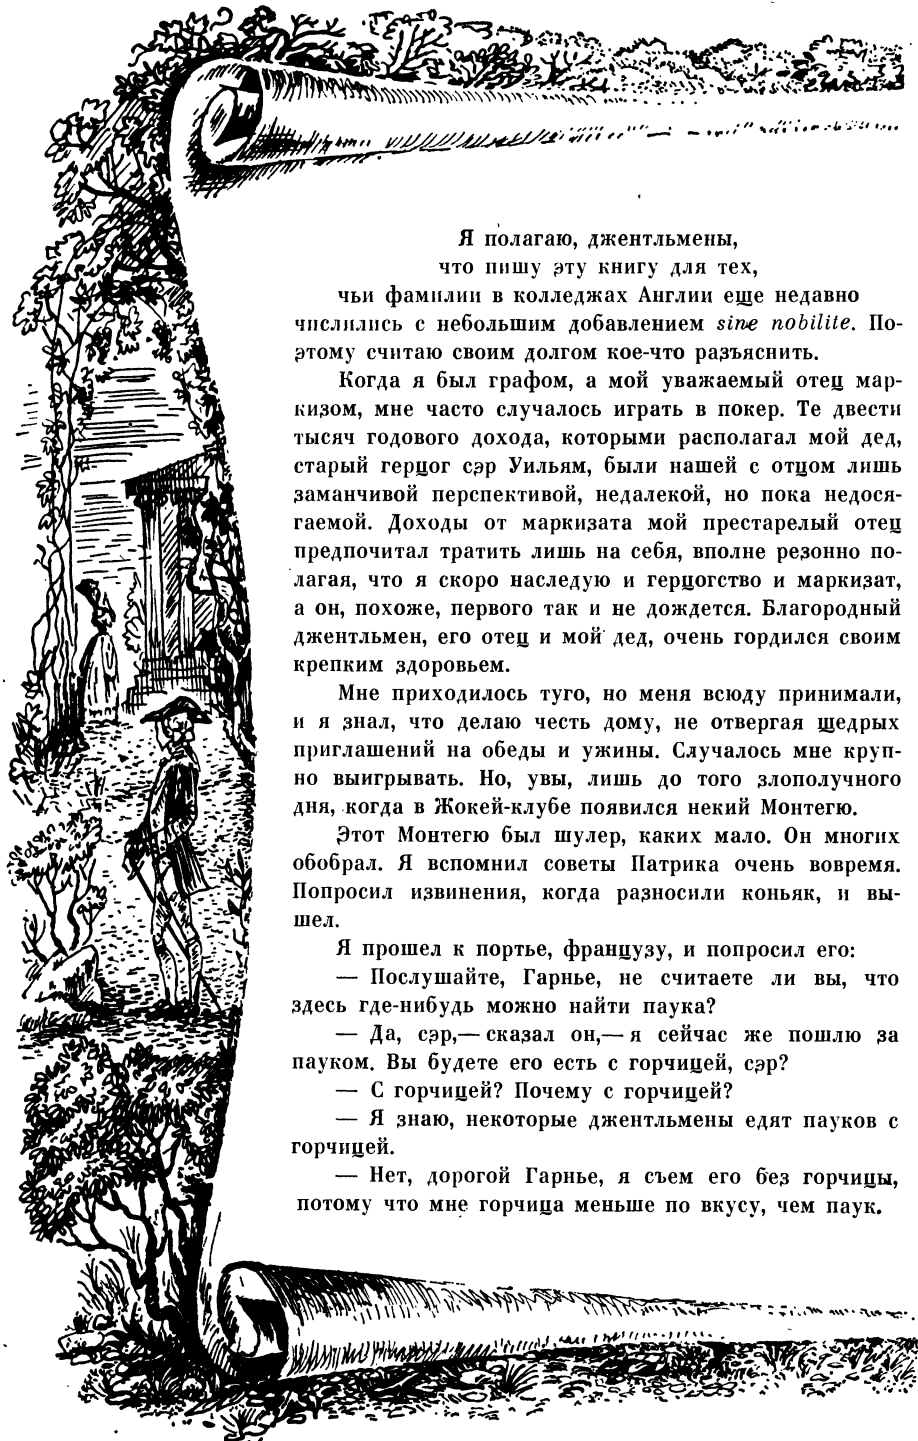 Я полагаю, джентльмены,
что пишу эту книгу для тех,
чьи фамилии в колледжах Англии еще недавно
числились с небольшим добавлением sine nobilite. По-
этому считаю своим долгом кое-что разъяснить.
Когда я был графом, а мой уважаемый отец мар-
кизом, мне часто случалось играть в покер. Те двести
тысяч годового дохода, которыми располагал мой дед,
старый герцог сэр Уильям, были нашей с отцом лишь
заманчивой перспективой, недалекой, но пока недося-
гаемой. Доходы от маркизата мой престарелый отец
предпочитал тратить лишь на себя, вполне резонно по-
лагая, что я скоро наследую и герцогство и маркизат,
а он, похоже, первого так и не дождется. Благородный
джентльмен, его отец и мой дед, очень гордился своим
крепким здоровьем.
Мне приходилось туго, но меня всюду принимали,
и я знал, что делаю честь дому, не отвергая щедрых
приглашений на обеды и ужины. Случалось мне круп-
но выигрывать. Но, увы, лишь до того злополучного
дня, когда в Жокей-клубе появился некий Монтегю.
Этот Монтегю был шулер, каких мало. Он многих
обобрал. Я вспомнил советы Патрика очень вовремя.
Попросил извинения, когда разносили коньяк, и вы-
шел.
Я прошел к портье, французу, и попросил его:
— Послушайте, Гарнье, не считаете ли вы, что
здесь где-нибудь можно найти паука?
— Да, сэр,— сказал он,— я сейчас же пошлю за
пауком. Вы будете его есть с горчицей, сэр?
— С горчицей? Почему с горчицей?
— Я знаю, некоторые джентльмены едят пауков с
горчицей.
— Нет, дорогой Гарнье, я съем его без горчицы,
потому что мне горчица меньше по вкусу, чем паук.